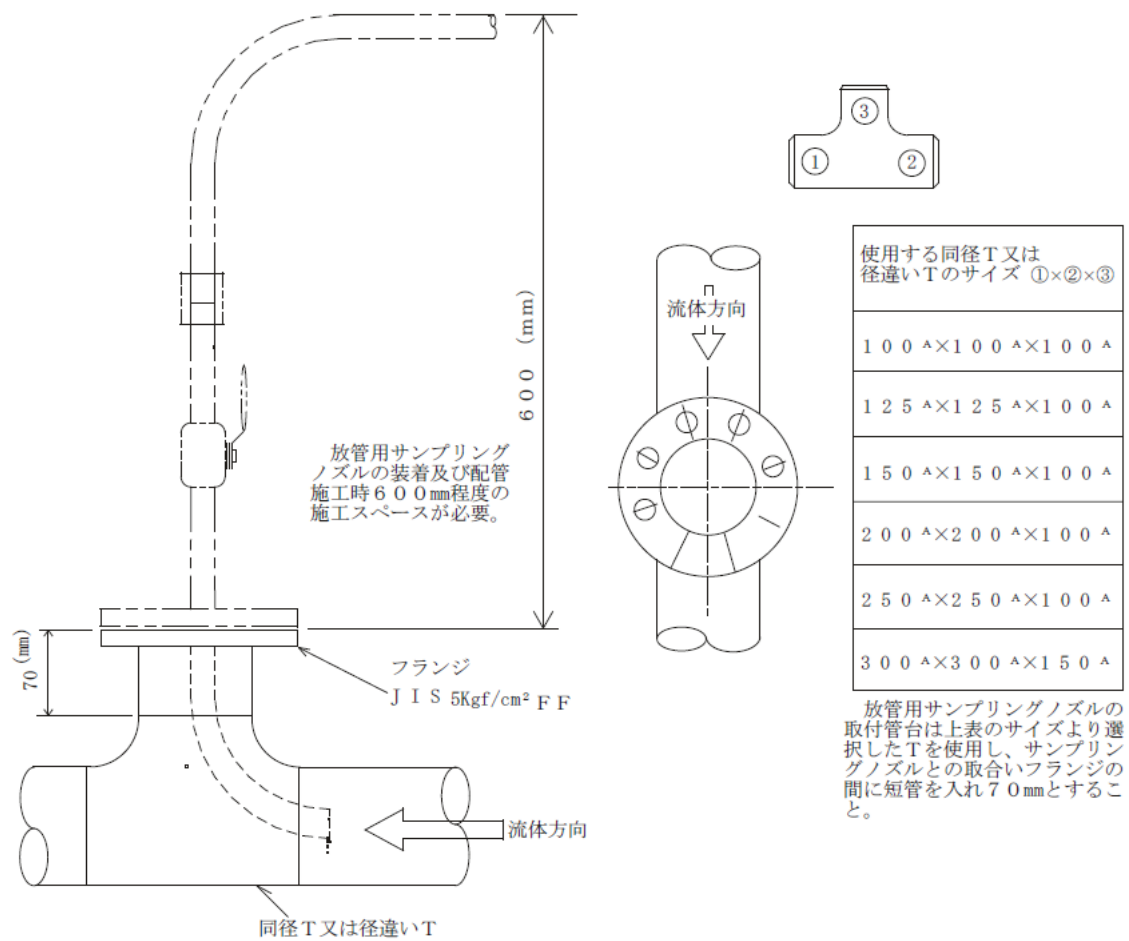 ③
①
②
使用する同径T又は
径違いTのサイズ ①×②×③
100ᴬ×100ᴬ×100ᴬ
125ᴬ×125ᴬ×100ᴬ
150ᴬ×150ᴬ×100ᴬ
200ᴬ×200ᴬ×100ᴬ
250ᴬ×250ᴬ×100ᴬ
300ᴬ×300ᴬ×150ᴬ
放管用サンプリングノズルの
取付管台は上表のサイズより選
択したTを使用し、サンプリン
グノズルとの取合いフランジの
間に短管を入れ70㎜とするこ
と。
流体方向
600 (mm)
放管用サンプリング
ノズルの装着及び配管
施工時600㎜程度の
施工スペースが必要。
70 (mm)
フランジ
JIS 5Kgf/cm² FF
流体方向
同径T又は径違いT